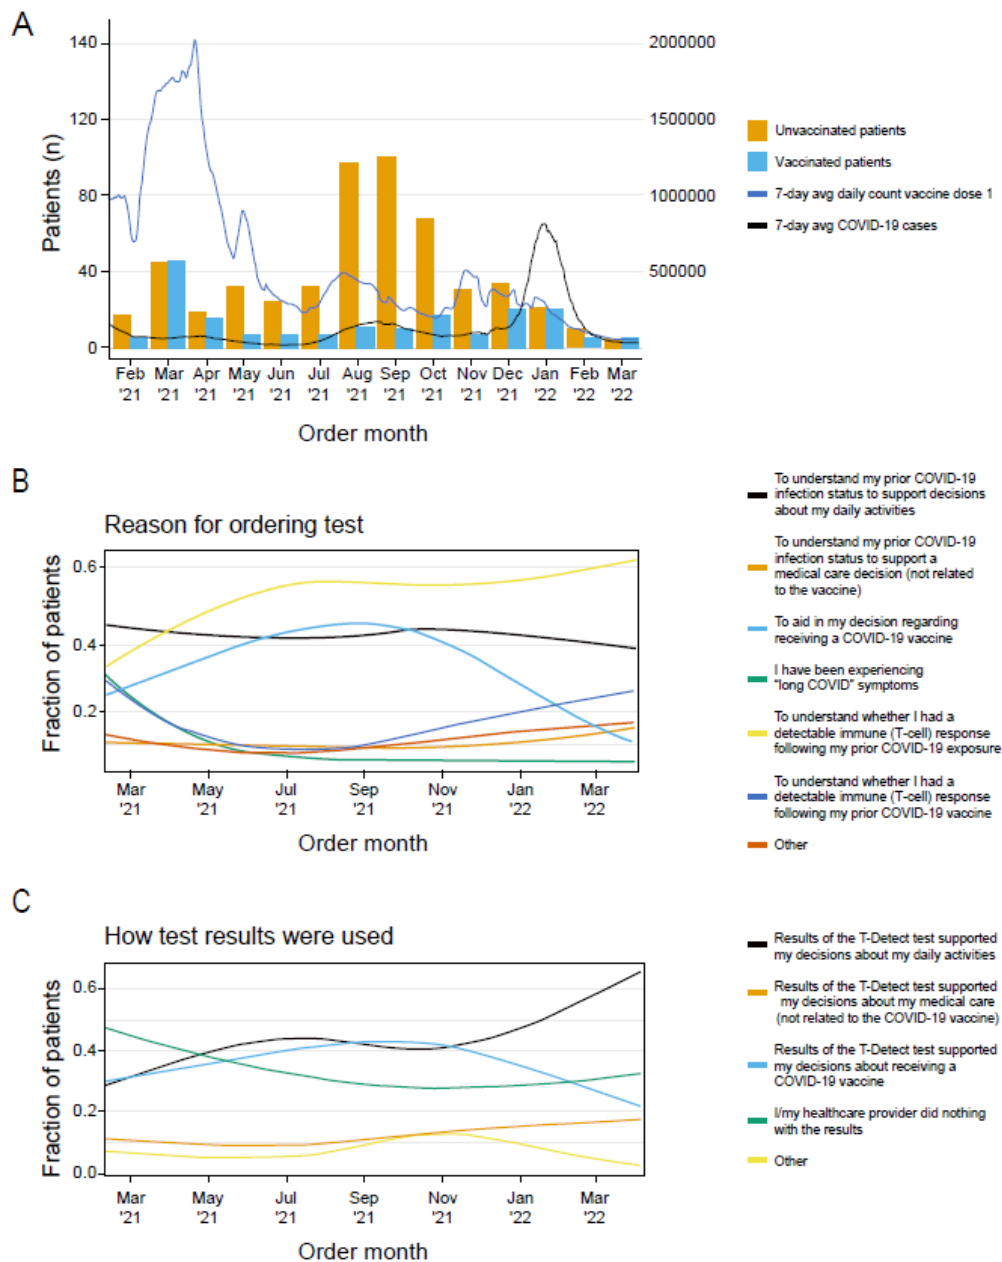 A
Patients (n)
140
120
80
40
0
2000000
1500000
1000000
500000
Feb Mar Apr May Jun Jul Aug Sep Oct Nov Dec Jan Feb Mar
'21 '21 '21 '21 '21 '21 '21 '21 '21 '21 '21 '22 '22 '22
Order month
Unvaccinated patients
Vaccinated patients
7-day avg daily count vaccine dose 1
7-day avg COVID-19 cases
B
Reason for ordering test
Fraction of patients
0.6
0.4
0.2
Mar May Jul Sep Nov Jan Mar
'21 '21 '21 '21 '21 '22 '22
Order month
To understand my prior COVID-19
infection status to support decisions
about my daily activities
To understand my prior COVID-19
infection status to support a
medical care decision (not related
to the vaccine)
To aid in my decision regarding
receiving a COVID-19 vaccine
I have been experiencing
"long COVID" symptoms
To understand whether I had a
detectable immune (T-cell) response
following my prior COVID-19 exposure
To understand whether I had a
detectable immune (T-cell) response
following my prior COVID-19 vaccine
Other
C
How test results were used
Fraction of patients
0.6
0.4
0.2
0.0
Mar May Jul Sep Nov Jan Mar
'21 '21 '21 '21 '21 '22 '22
Order month
Results of the T-Detect test supported
my decisions about my daily activities
Results of the T-Detect test supported
my decisions about my medical care
(not related to the COVID-19 vaccine)
Results of the T-Detect test supported
my decisions about receiving a
COVID-19 vaccine
I/my healthcare provider did nothing
with the results
Other